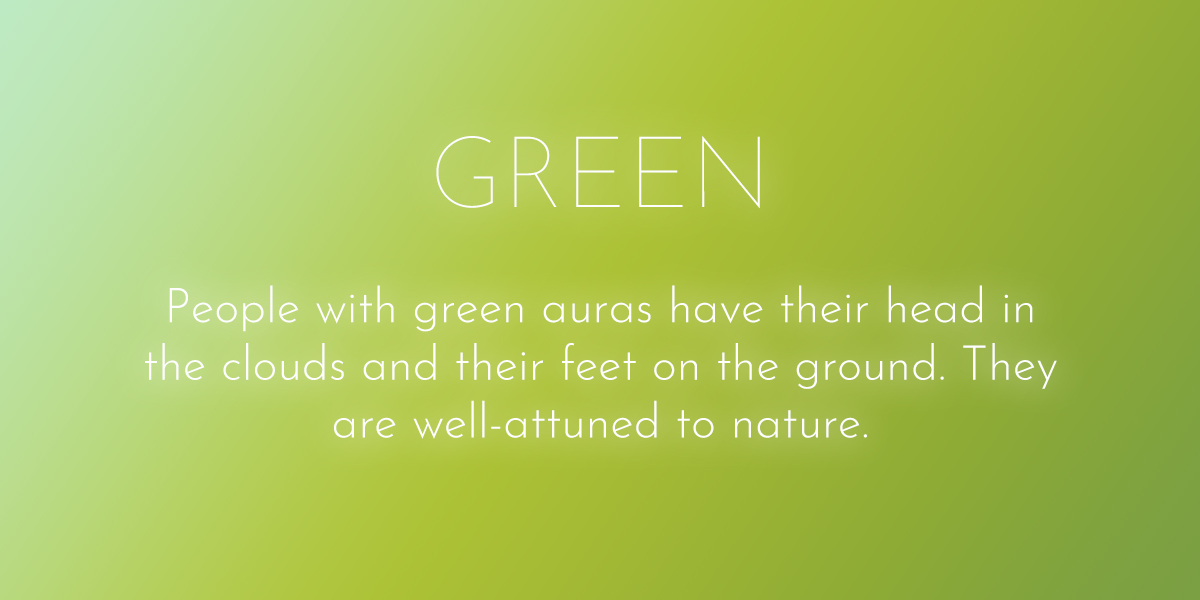 GREEN
People with green auras have their head in
the clouds and their feet on the ground. They
are well-attuned to nature.